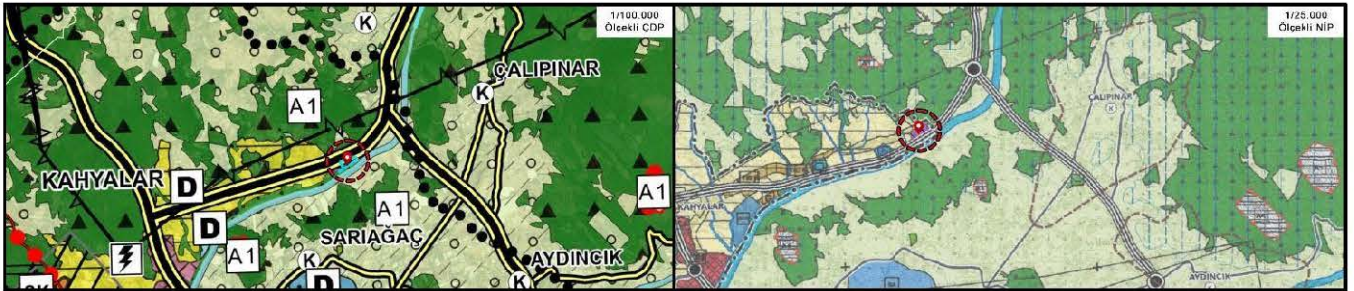 1/100.000
Ölçekli ÇDP
K
ÇALIPINAR
K
A1
KAHYALAR
D
D
A1
A1
A1
SARIAĞAÇ
K
D
AYDINCIK
K
1/25.000
Ölçekli NİP
ÇALIPINAR
K
KAHYALAR
AYDINCIK
K